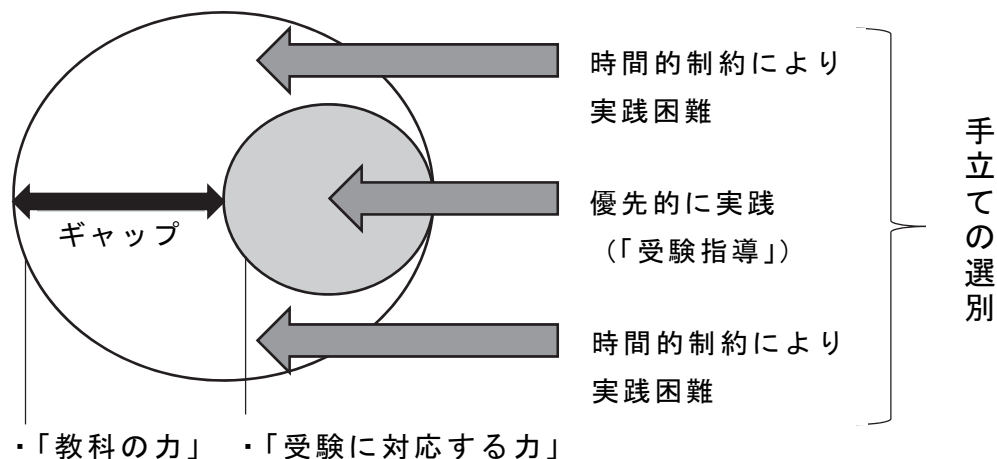 時間的制約により
実践困難
優先的に実践
（「受験指導」）
時間的制約により
実践困難
手立ての選別
ギャップ
・「教科の力」
・「受験に対応する力」